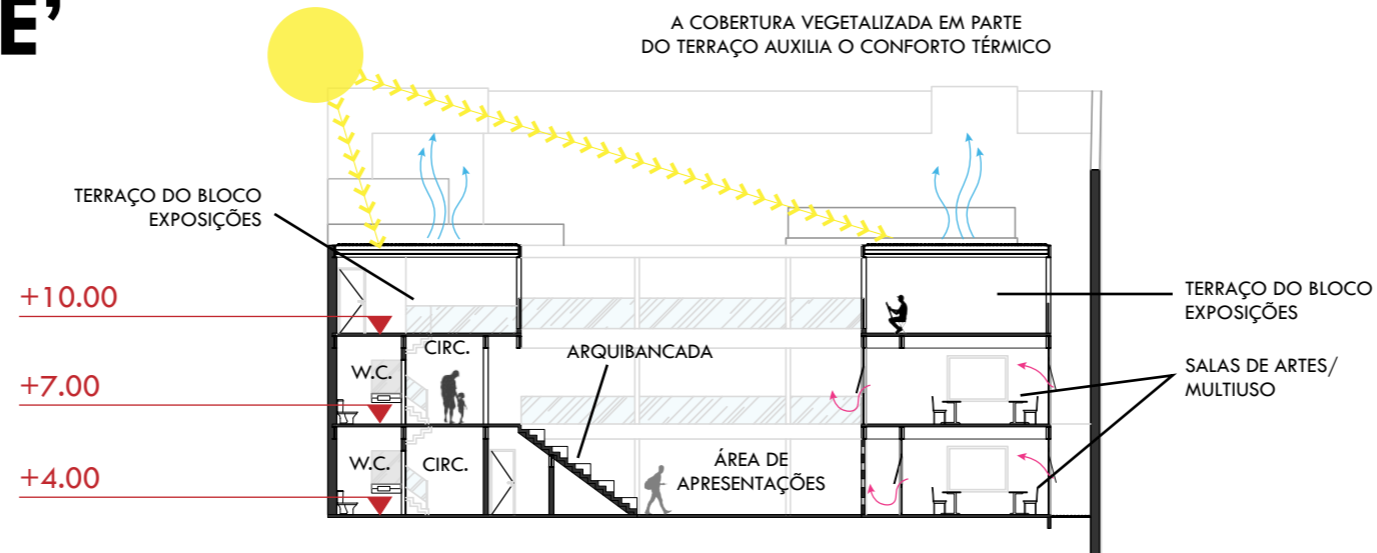 E’
A COBERTURA VEGETALIZADA EM PARTE
DO TERRAÇO AUXILIA O CONFORTO TÉRMICO
TERRAÇO DO BLOCO
EXPOSIÇÕES
+10.00
TERRAÇO DO BLOCO
EXPOSIÇÕES
CIRC.
ARQUIBANCADA
W.C.
+7.00
SALAS DE ARTES/
MULTIUSO
W.C.
CIRC.
ÁREA DE
APRESENTAÇÕES
+4.00